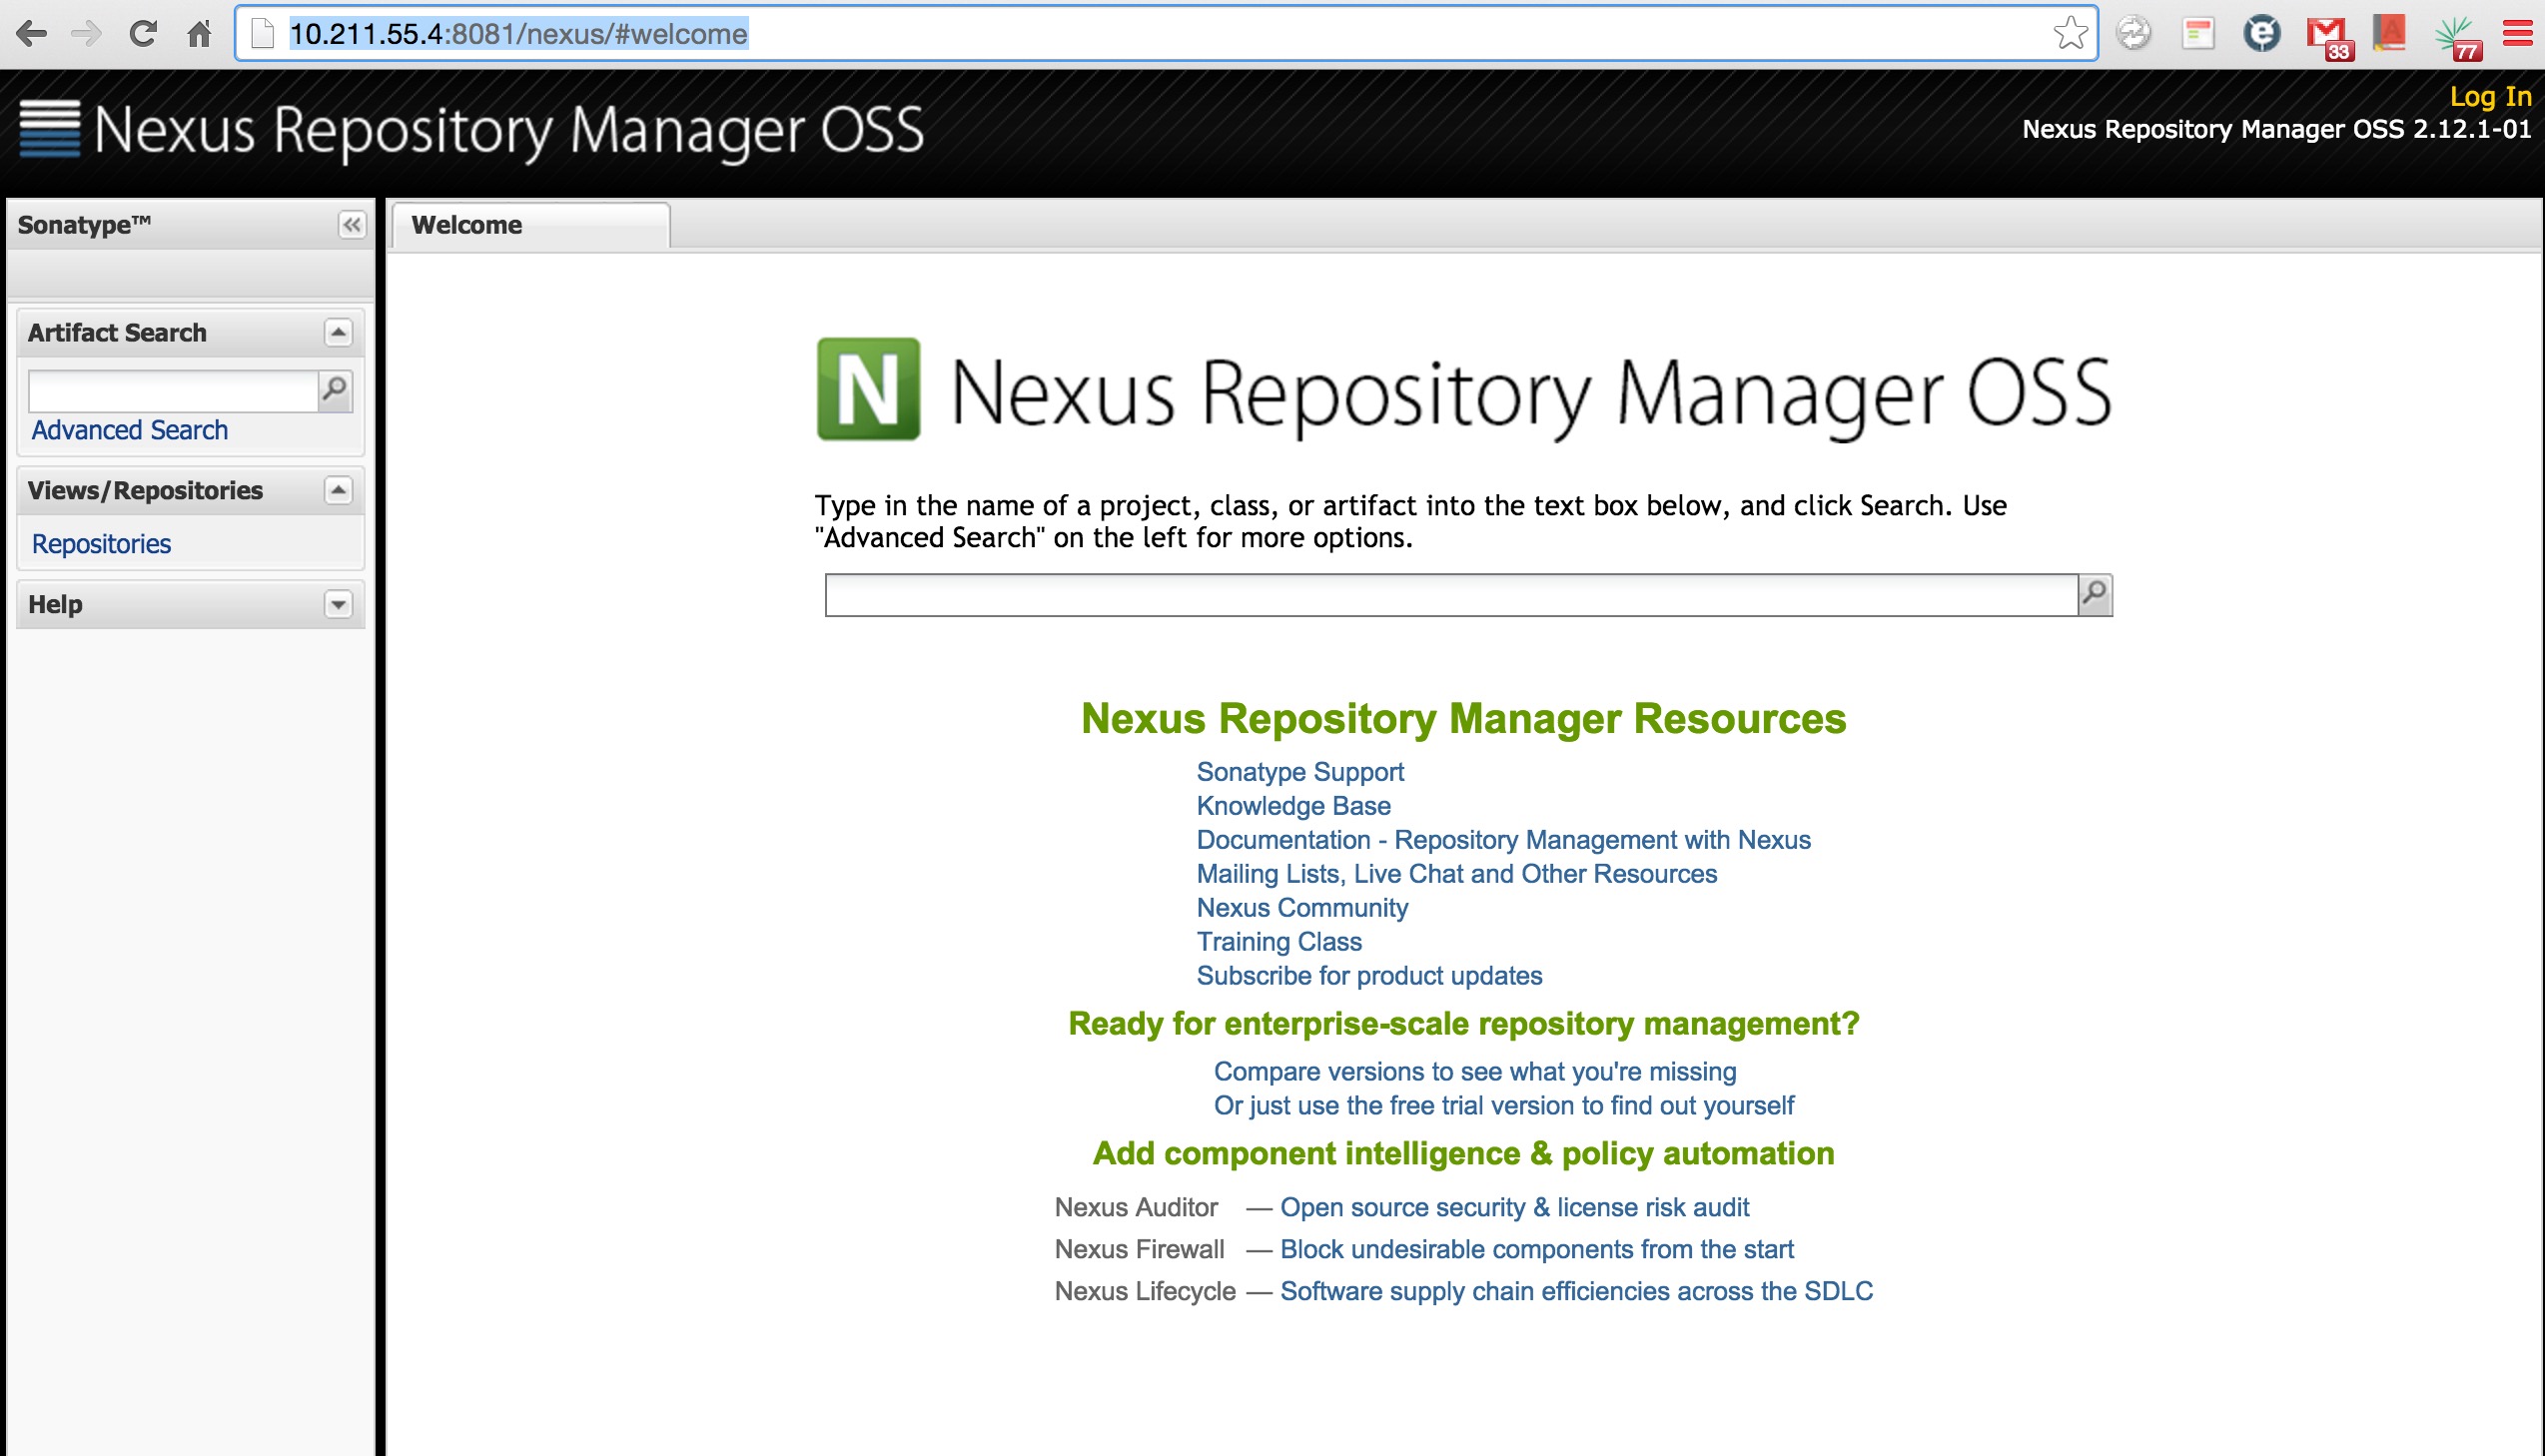 10.211.55.4:8081/nexus/#welcome
33
77
Nexus Repository Manager OSS
Log In
Nexus Repository Manager OSS 2.12.1-01
Sonatype™
Welcome
Artifact Search
Advanced Search
Views/Repositories
Repositories
Help
N Nexus Repository Manager OSS
Type in the name of a project, class, or artifact into the text box below, and click Search. Use
"Advanced Search" on the left for more options.
Nexus Repository Manager Resources
Sonatype Support
Knowledge Base
Documentation - Repository Management with Nexus
Mailing Lists, Live Chat and Other Resources
Nexus Community
Training Class
Subscribe for product updates
Ready for enterprise-scale repository management?
Compare versions to see what you're missing
Or just use the free trial version to find out yourself
Add component intelligence & policy automation
Nexus Auditor — Open source security & license risk audit
Nexus Firewall — Block undesirable components from the start
Nexus Lifecycle — Software supply chain efficiencies across the SDLC